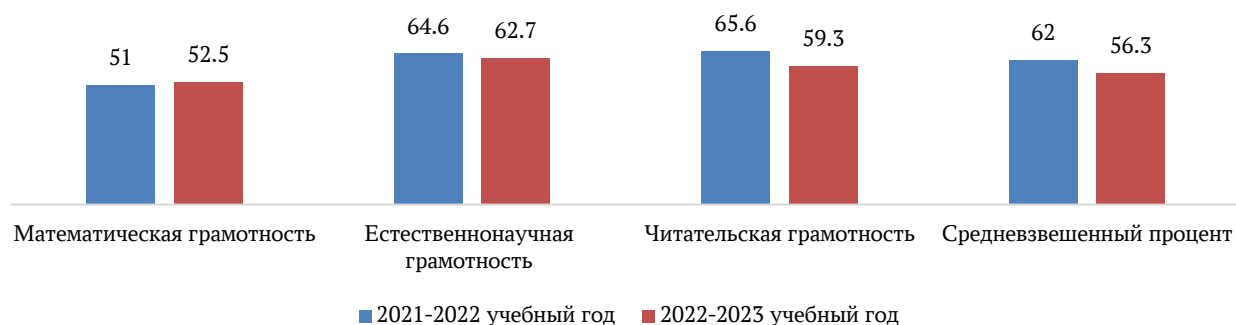 51
52.5
64.6
62.7
65.6
59.3
62
56.3
Математическая грамотность
Естественнонаучная
грамотность
Читательская грамотность
Средневзвешенный процент
2021-2022 учебный год
2022-2023 учебный год